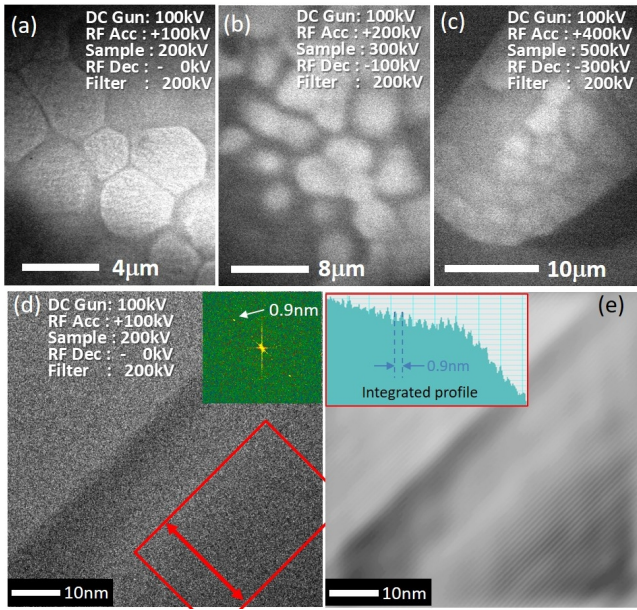 (a)
DC Gun: 100kV
RF Acc : +100kV
Sample : 200kV
RF Dec : - 0kV
Filter : 200kV
4μm
(b)
DC Gun: 100kV
RF Acc : +200kV
Sample : 300kV
RF Dec : -100kV
Filter : 200kV
8μm
(c)
DC Gun: 100kV
RF Acc : +400kV
Sample : 500kV
RF Dec : -300kV
Filter : 200kV
10μm
(d)
DC Gun: 100kV
RF Acc : +100kV
Sample : 200kV
RF Dec : - 0kV
Filter : 200kV
0.9nm
10nm
(e)
0.9nm
Integrated profile
10nm